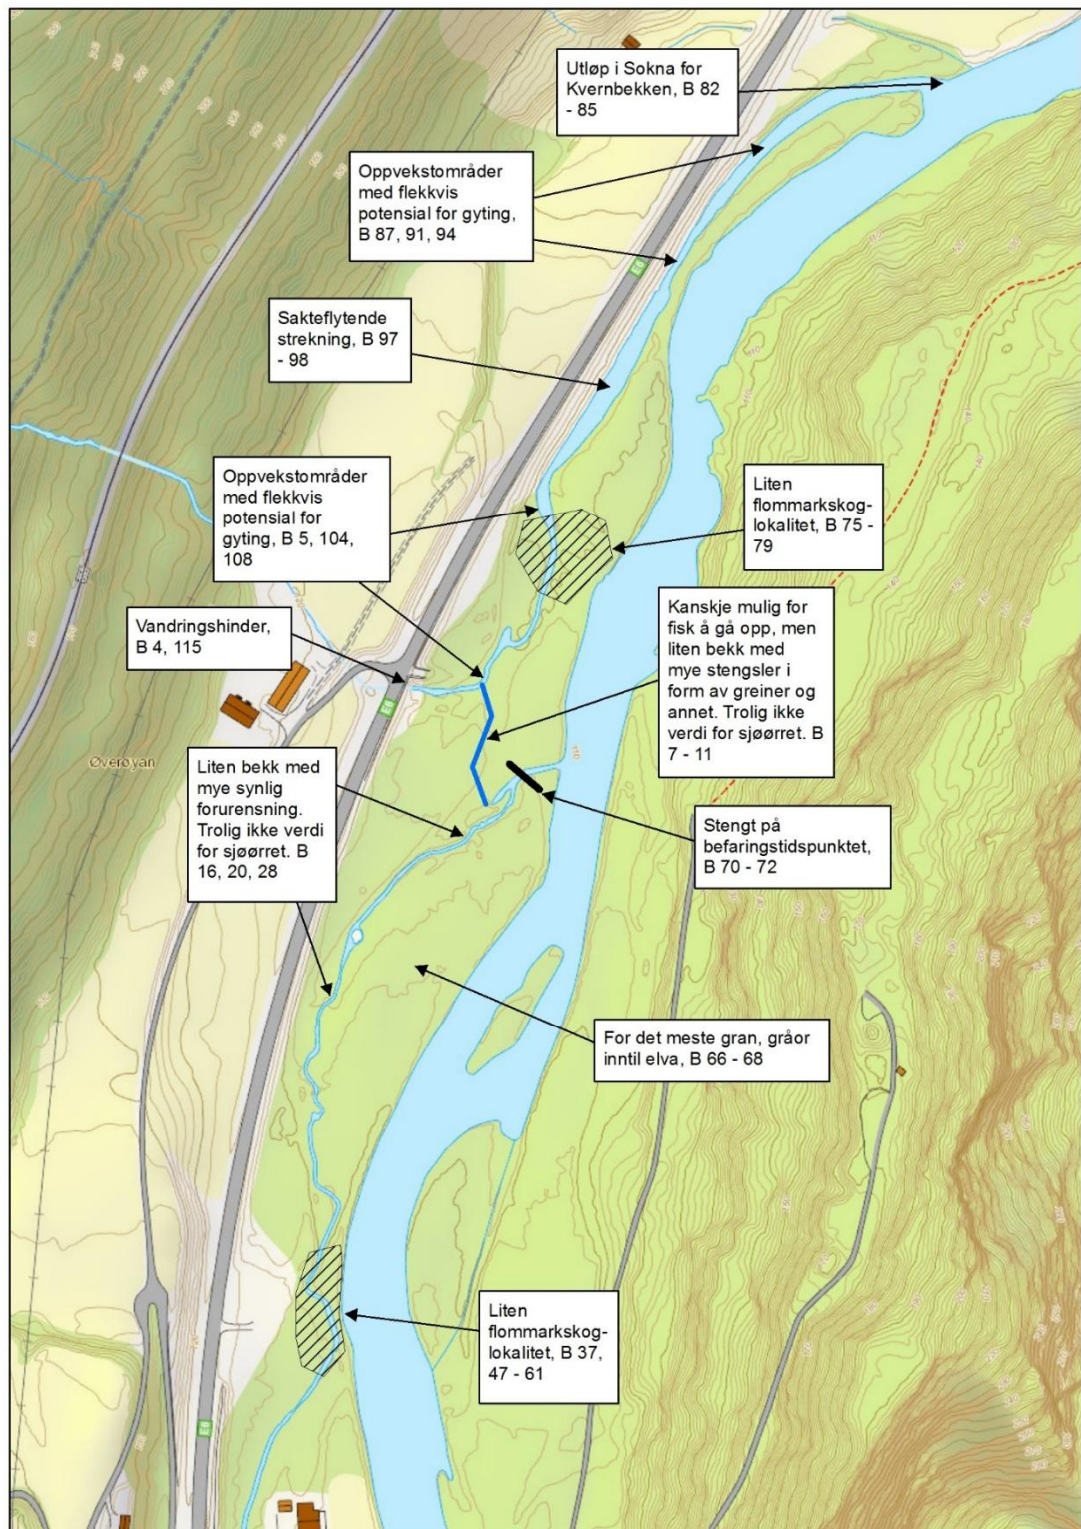 Utløp i Sokna for
Kvernbekken, B 82
- 85
Oppvekstområder
med flekkvis
potensial for gyting,
B 87, 91, 94
E6
Sakteflytende
strekning, B 97
- 98
Oppvekstområder
med flekkvis
potensial for
gyting, B 5, 104,
108
Liten
flommarkskog-
lokalitet, B 75 -
79
Vandringshinder,
B 4, 115
Kanskje mulig for
fisk å gå opp, men
liten bekk med
mye stengsler i
form av greiner og
annet. Trolig ikke
verdi for sjøørret. B
7 - 11
E6
Øverøyan
110
Liten bekk med
mye synlig
forurensning.
Trolig ikke verdi
for sjøørret. B
16, 20, 28
Stengt på
befaringstidspunktet,
B 70 - 72
For det meste gran, gråor
inntil elva, B 66 - 68
Liten
flommarkskog-
lokalitet, B 37,
47 - 61
E6